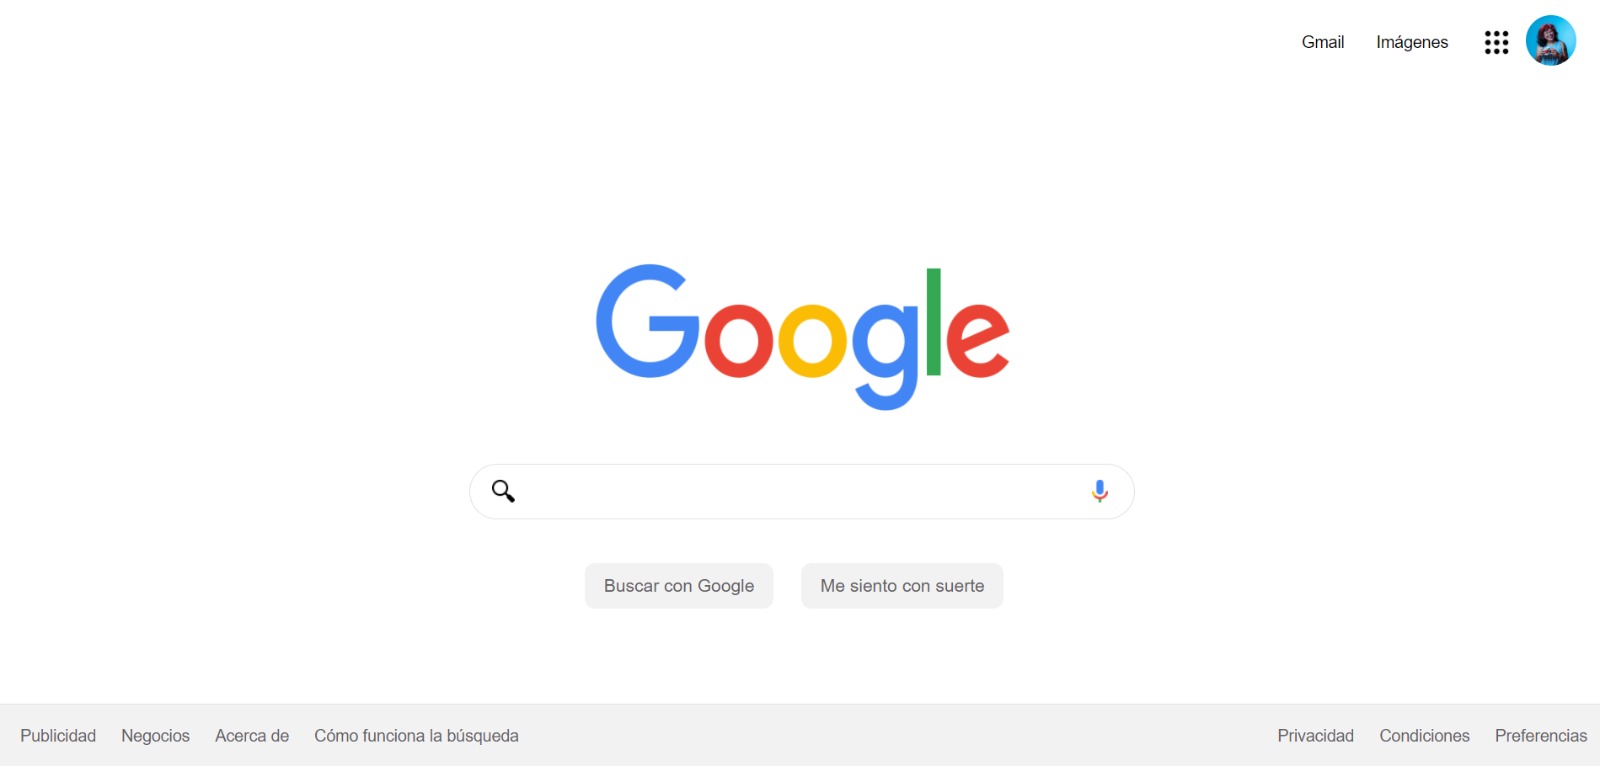 Gmail Imágenes
Google
Buscar con Google Me siento con suerte
Publicidad Negocios Acerca de Cómo funciona la búsqueda Privacidad Condiciones Preferencias